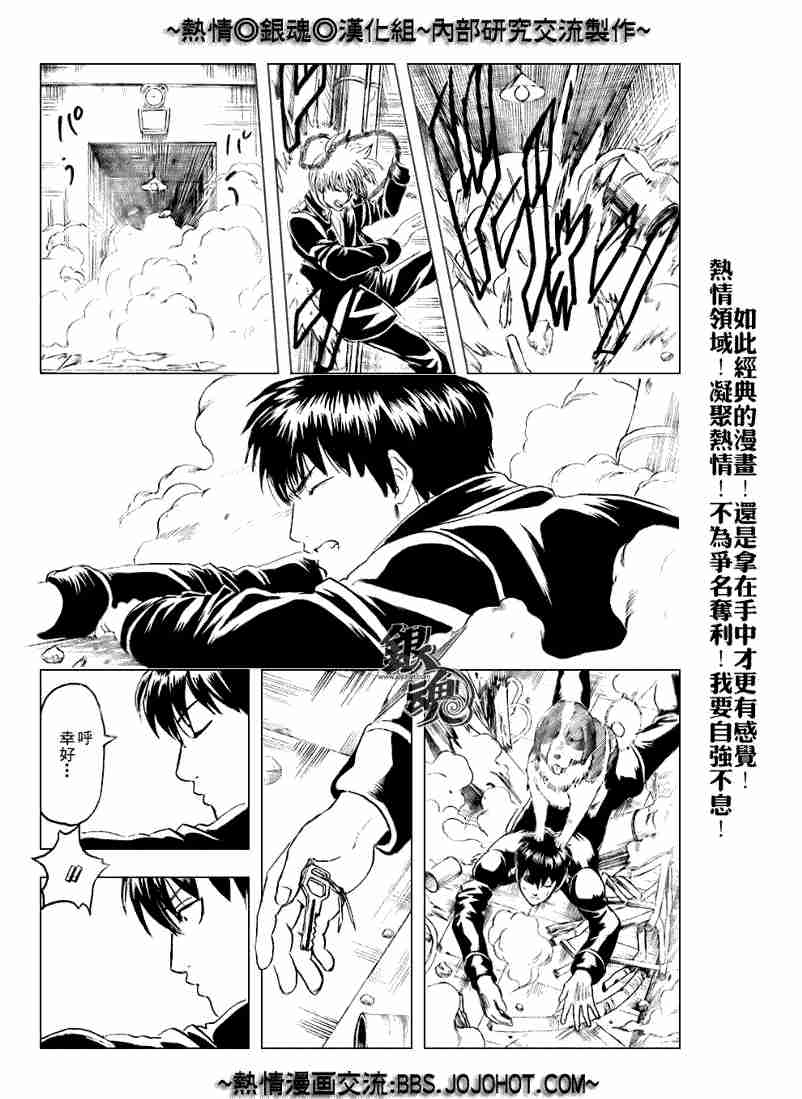 ~熱情◎銀魂◎漢化組~內部研究交流製作~
如此經典的漫畫！還是拿在手中才更有感覺！
熱情領域！凝聚熱情！不為爭名奪利！我要自強不息！
パラ
パラ
銀魂
呼
幸好…
!!
~熱情漫画交流:BBS.JOJOHOT.COM~